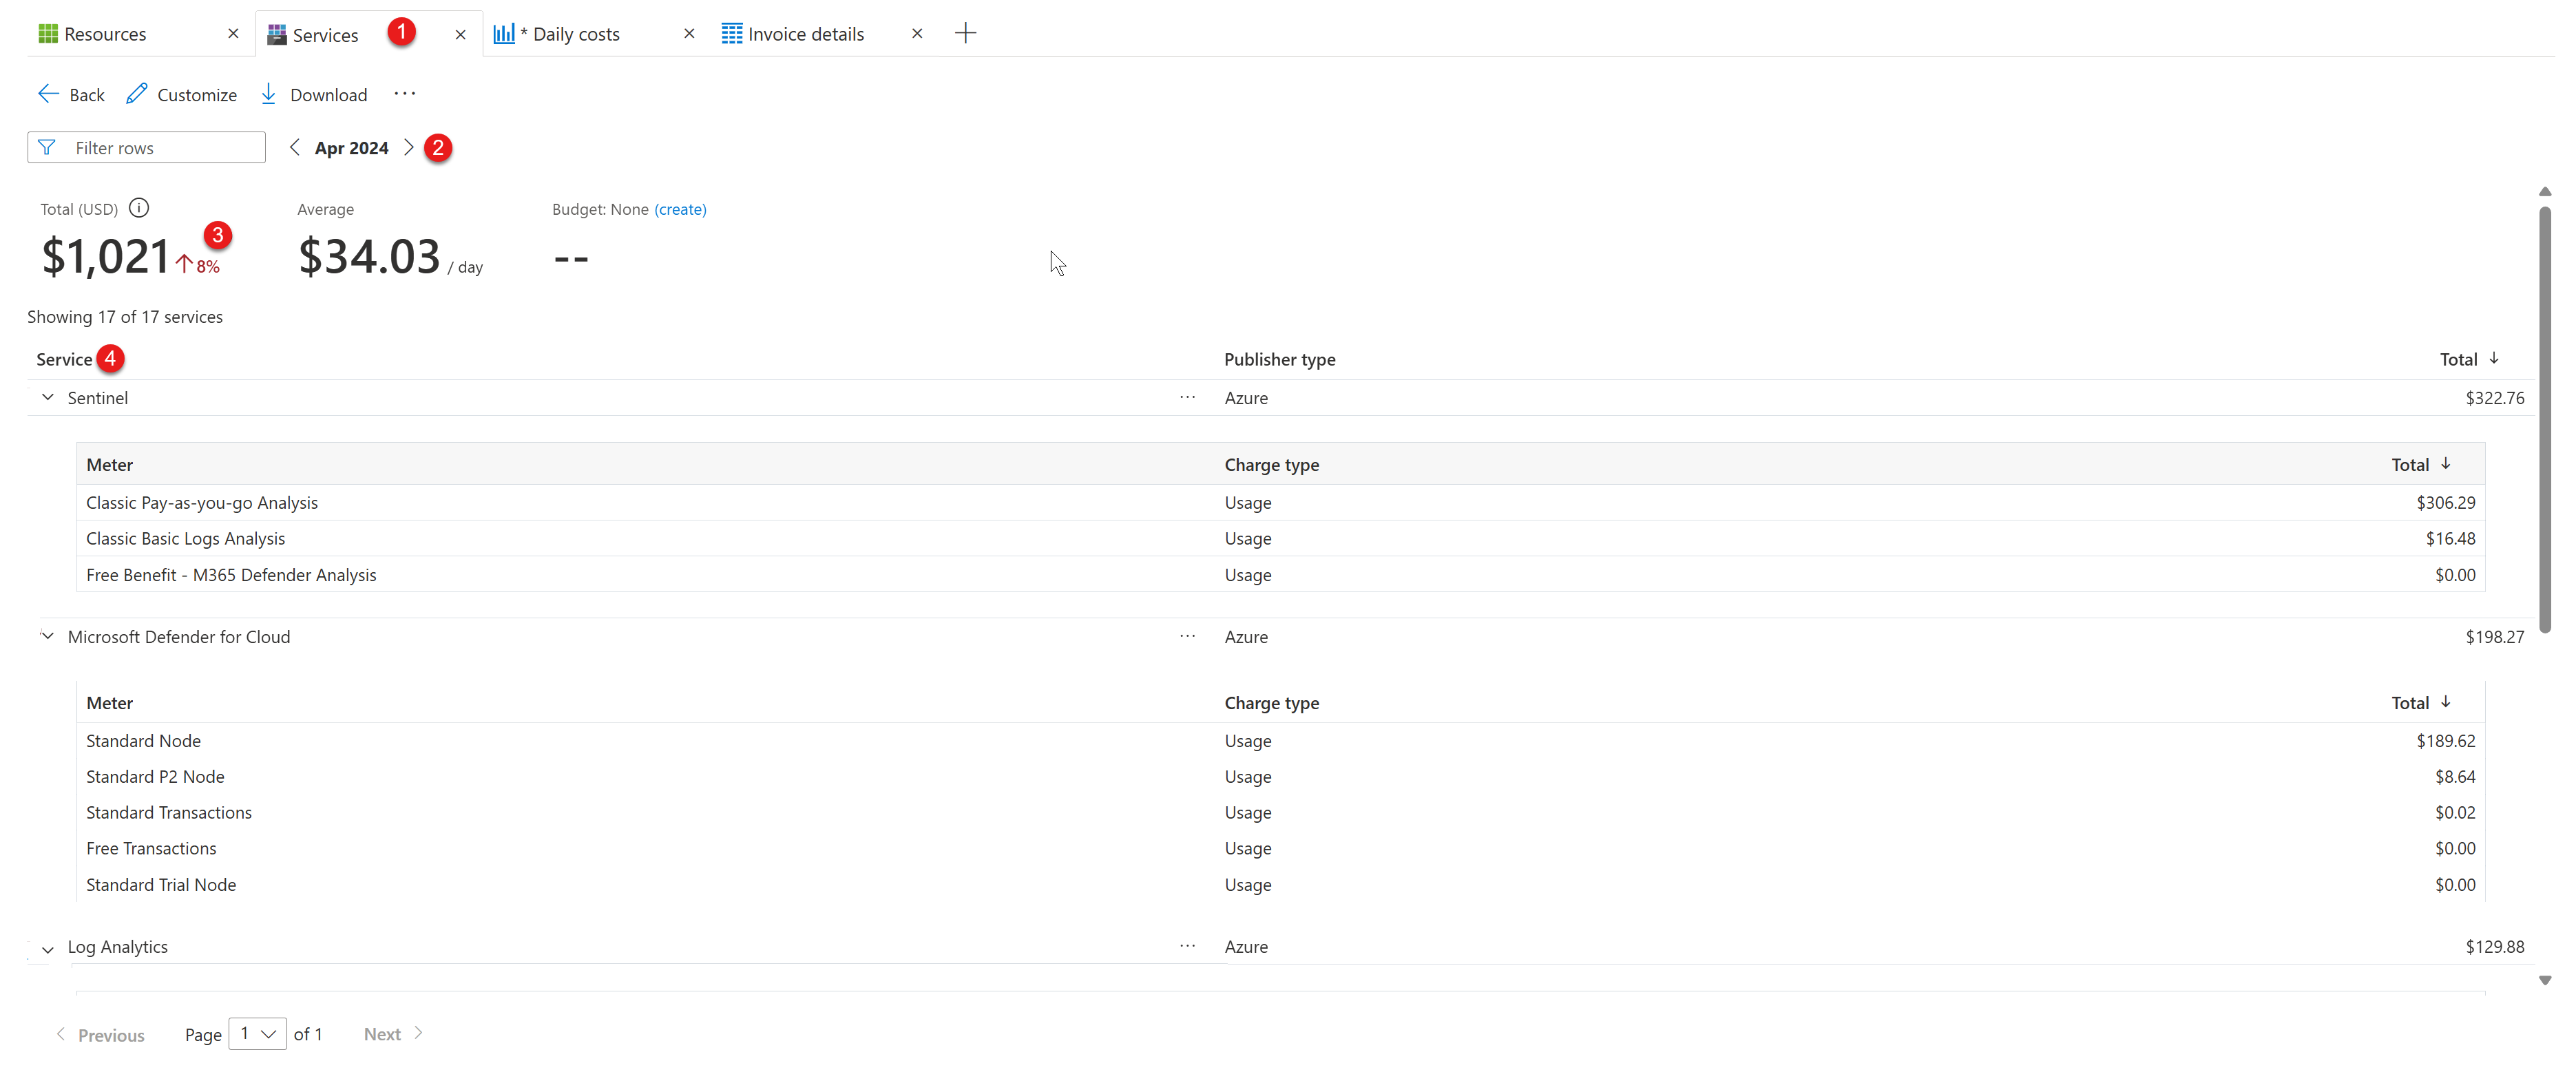 Resources × Services 1 × * Daily costs × Invoice details × +
Back Customize Download ···
Filter rows < Apr 2024 > 2
Total (USD) Average Budget: None (create)
$1,021 ↑ 8% 3 $34.03 / day --
Showing 17 of 17 services
Service 4 Publisher type Total ↓
Sentinel ··· Azure $322.76
Meter Charge type Total ↓
Classic Pay-as-you-go Analysis Usage $306.29
Classic Basic Logs Analysis Usage $16.48
Free Benefit - M365 Defender Analysis Usage $0.00
Microsoft Defender for Cloud ··· Azure $198.27
Meter Charge type Total ↓
Standard Node Usage $189.62
Standard P2 Node Usage $8.64
Standard Transactions Usage $0.02
Free Transactions Usage $0.00
Standard Trial Node Usage $0.00
Log Analytics ··· Azure $129.88
< Previous Page 1 of 1 Next >